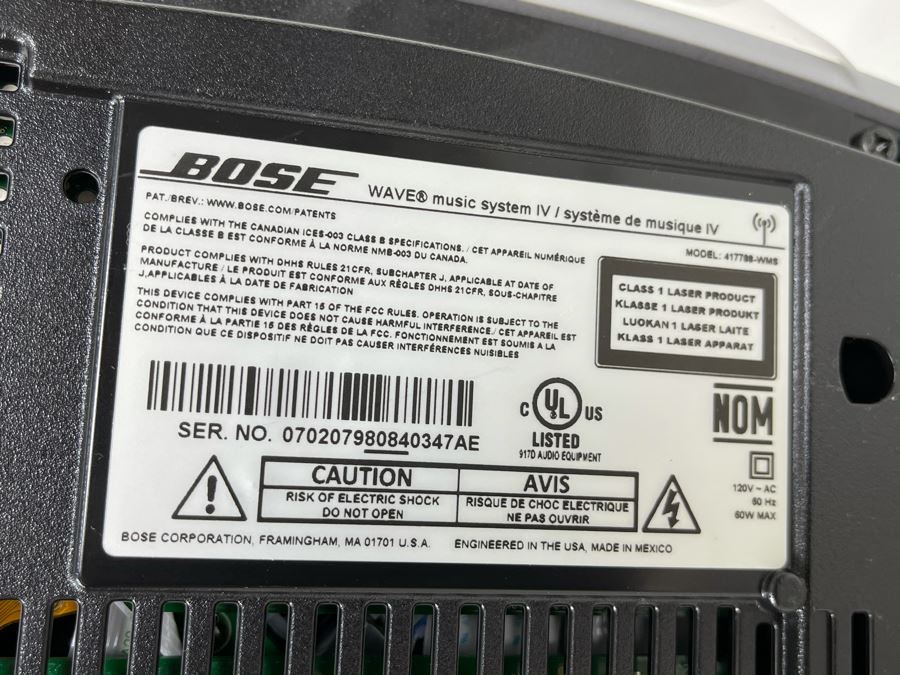 BOSE WAVE® music system IV / système de musique IV
PAT./BREV.: WWW.BOSE.COM/PATENTS
MODEL: 417788-WMS
COMPLIES WITH THE CANADIAN ICES-003 CLASS B SPECIFICATIONS. / CET APPAREIL NUMÉRIQUE
DE LA CLASSE B EST CONFORME À LA NORME NMB-003 DU CANADA.
PRODUCT COMPLIES WITH DHHS RULES 21CFR, SUBCHAPTER J, APPLICABLE AT DATE OF
MANUFACTURE / LE PRODUIT EST CONFORME AUX RÈGLES DHHS 21CFR, SOUS-CHAPITRE
J,APPLICABLES À LA DATE DE FABRICATION
THIS DEVICE COMPLIES WITH PART 15 OF THE FCC RULES. OPERATION IS SUBJECT TO THE
CONDITION THAT THIS DEVICE DOES NOT CAUSE HARMFUL INTERFERENCE./ CET APPAREIL EST
CONFORME À LA PARTIE 15 DES RÈGLES DE LA FCC. FONCTIONNEMENT EST SOUMIS A LA
CONDITION QUE CE DISPOSITIF NE DOIT PAS CAUSER INTERFÉRENCES NUISIBLES
CLASS 1 LASER PRODUCT
KLASSE 1 LASER PRODUKT
LUOKAN 1 LASER LAITE
KLASS 1 LASER APPARAT
SER. NO. 070207980840347AE
C UL US
LISTED
917D AUDIO EQUIPMENT
NOM
120V ~ AC
60 Hz
60W MAX
CAUTION
RISK OF ELECTRIC SHOCK
DO NOT OPEN
AVIS
RISQUE DE CHOC ELECTRIQUE
NE PAS OUVRIR
BOSE CORPORATION, FRAMINGHAM, MA 01701 U.S.A. ENGINEERED IN THE USA, MADE IN MEXICO